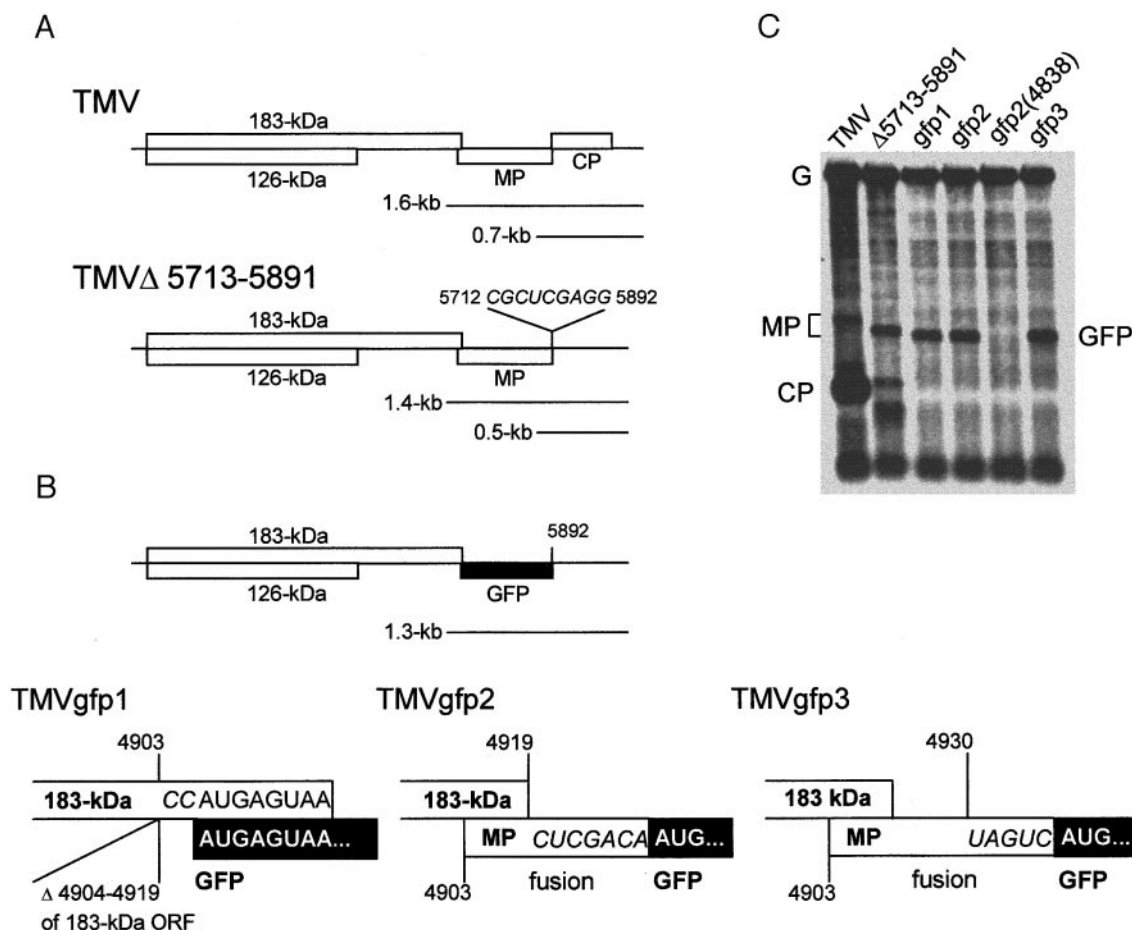 A
TMV
183-kDa
126-kDa
MP
CP
1.6-kb
0.7-kb
TMVΔ 5713-5891
5712 CGCUCGAGG 5892
183-kDa
126-kDa
MP
1.4-kb
0.5-kb
B
183-kDa
5892
126-kDa
GFP
1.3-kb
C
TMV
Δ5713-5891
gfp1
gfp2
gfp2(4838)
gfp3
G
MP
CP
GFP
TMVgfp1
4903
183-kDa CCAUGAGUAA
AUGAGUAA...
GFP
Δ 4904-4919
of 183-kDa ORF
TMVgfp2
4919
183-kDa
MP CUCGACA AUG...
4903
fusion
GFP
TMVgfp3
4930
183 kDa
MP UAGUC AUG...
4903
fusion
GFP